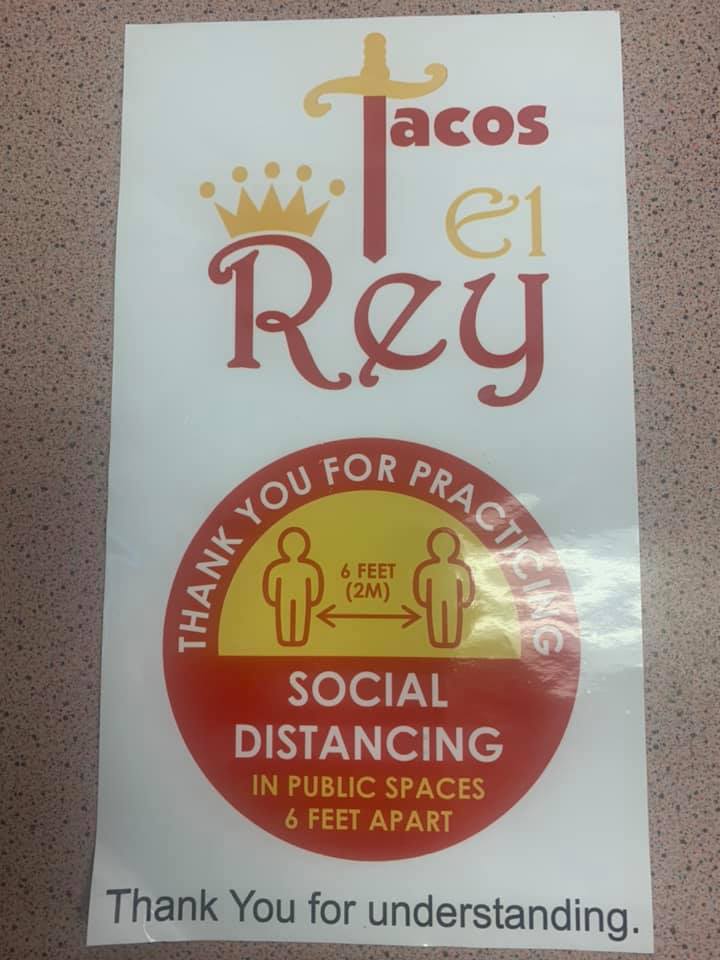 Tacos
El
Rey
THANK YOU FOR PRACTICING
6 FEET
(2M)
SOCIAL
DISTANCING
IN PUBLIC SPACES
6 FEET APART
Thank You for understanding.